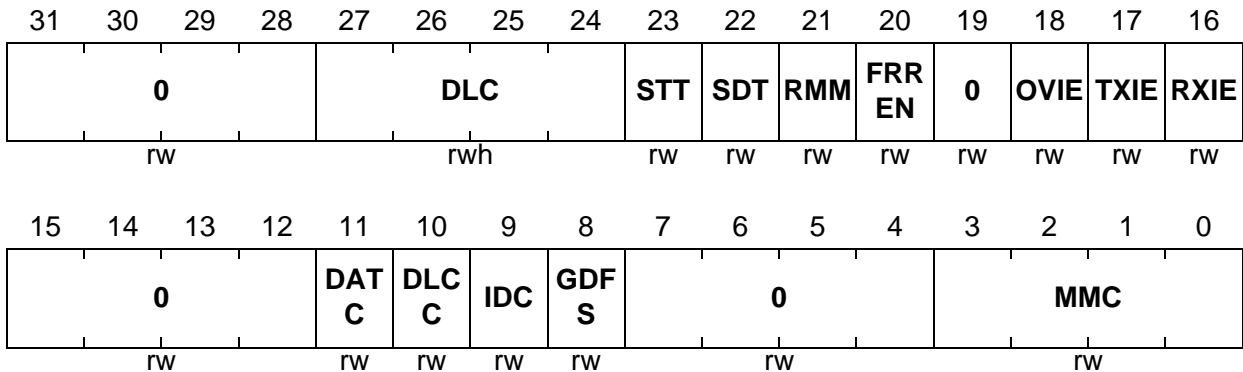 31 30 29 28 27 26 25 24 23 22 21 20 19 18 17 16
0 DLC STT SDT RMM FRR EN 0 OVIE TXIE RXIE
rw rwh rw rw rw rw rw rw rw rw
15 14 13 12 11 10 9 8 7 6 5 4 3 2 1 0
0 DAT C DLC C IDC GDF S 0 MMC
rw rw rw rw rw rw rw